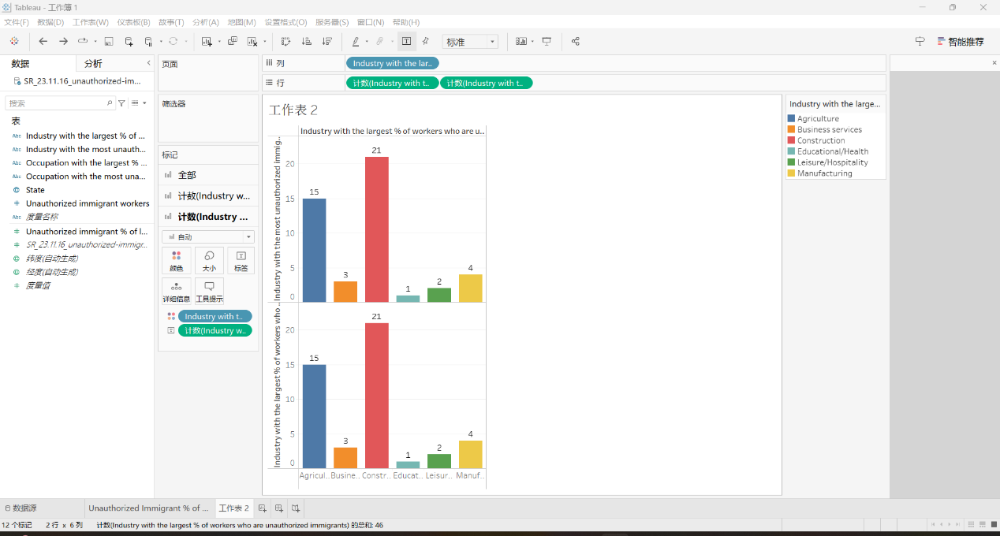 Tableau - 工作簿 1
文件(F) 数据(D) 工作表(W) 仪表板(B) 故事(T) 分析(A) 地图(M) 设置格式(O) 服务器(S) 窗口(N) 帮助(H)
标准
智能推荐
数据
分析
SR_23.11.16_unauthorized-im...
搜索
表
Abc Industry with the largest % of ...
Abc Industry with the most unauth...
Abc Occupation with the largest % ...
Abc Occupation with the most una...
State
# Unauthorized immigrant workers
Abc 度量名称
# Unauthorized immigrant % of l...
# SR_23.11.16_unauthorized-immigr...
纬度(自动生成)
经度(自动生成)
# 度量值
页面
筛选器
标记
全部
计数(Industry w...
计数(Industry ...
自动
颜色 大小 标签
详细信息 工具提示
Industry with t..
计数(Industry w..
列
Industry with the lar..
行
计数(Industry with t.. 计数(Industry with t..
工作表 2
Industry with the largest % of workers who are u..
Industry with the most unauthorized immig..
20
15
10
5
0
15
3
21
1
2
4
Industry with the largest % of workers who ..
20
15
10
5
0
15
3
21
1
2
4
Agricul.. Busine.. Constr.. Educat.. Leisur.. Manuf..
Industry with the large...
Agriculture
Business services
Construction
Educational/Health
Leisure/Hospitality
Manufacturing
数据源
Unauthorized Immigrant % of ...
工作表 2
12 个标记 2 行 x 6 列 计数(Industry with the largest % of workers who are unauthorized immigrants) 的总和: 46